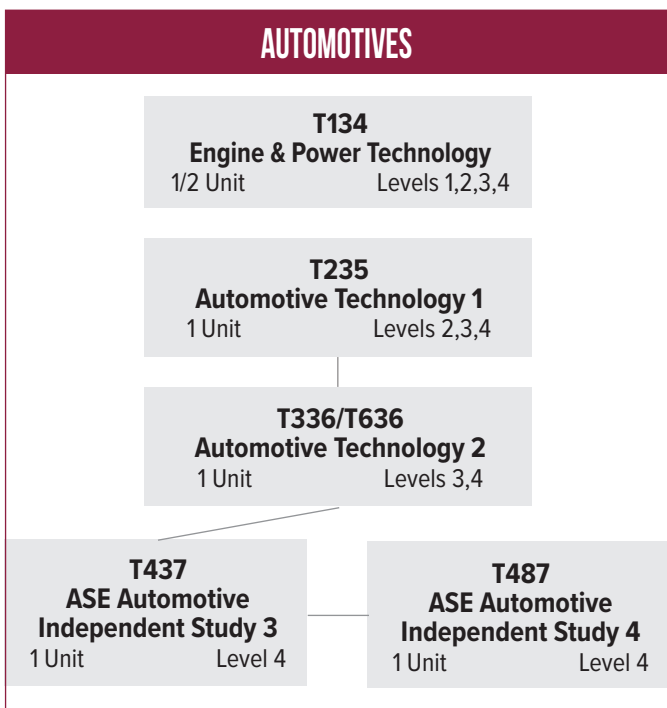 AUTOMOTIVES
T134
Engine & Power Technology
1/2 Unit Levels 1,2,3,4
T235
Automotive Technology 1
1 Unit Levels 2,3,4
T336/T636
Automotive Technology 2
1 Unit Levels 3,4
T437
ASE Automotive
Independent Study 3
1 Unit Level 4
T487
ASE Automotive
Independent Study 4
1 Unit Level 4